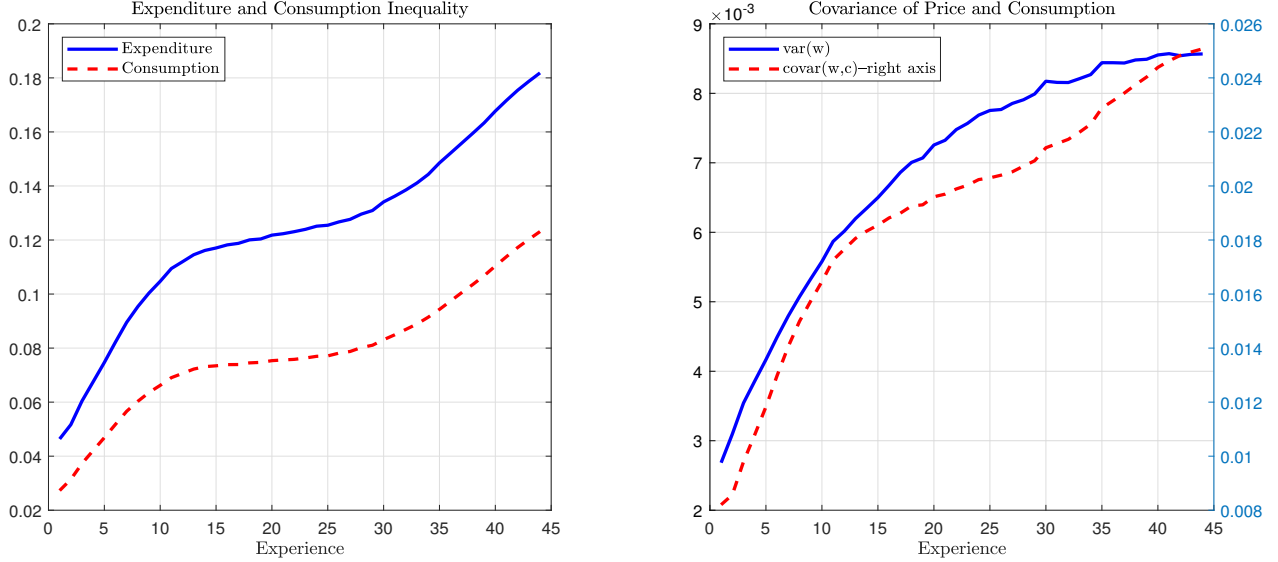 Expenditure and Consumption Inequality
0.2
0.18
0.16
0.14
0.12
0.1
0.08
0.06
0.04
0.02
Expenditure
Consumption
0 5 10 15 20 25 30 35 40 45
Experience
Covariance of Price and Consumption
×10⁻³
9
8
7
6
5
4
3
2
var(w)
covar(w,c)–right axis
0.026
0.024
0.022
0.02
0.018
0.016
0.014
0.012
0.01
0.008
0 5 10 15 20 25 30 35 40 45
Experience